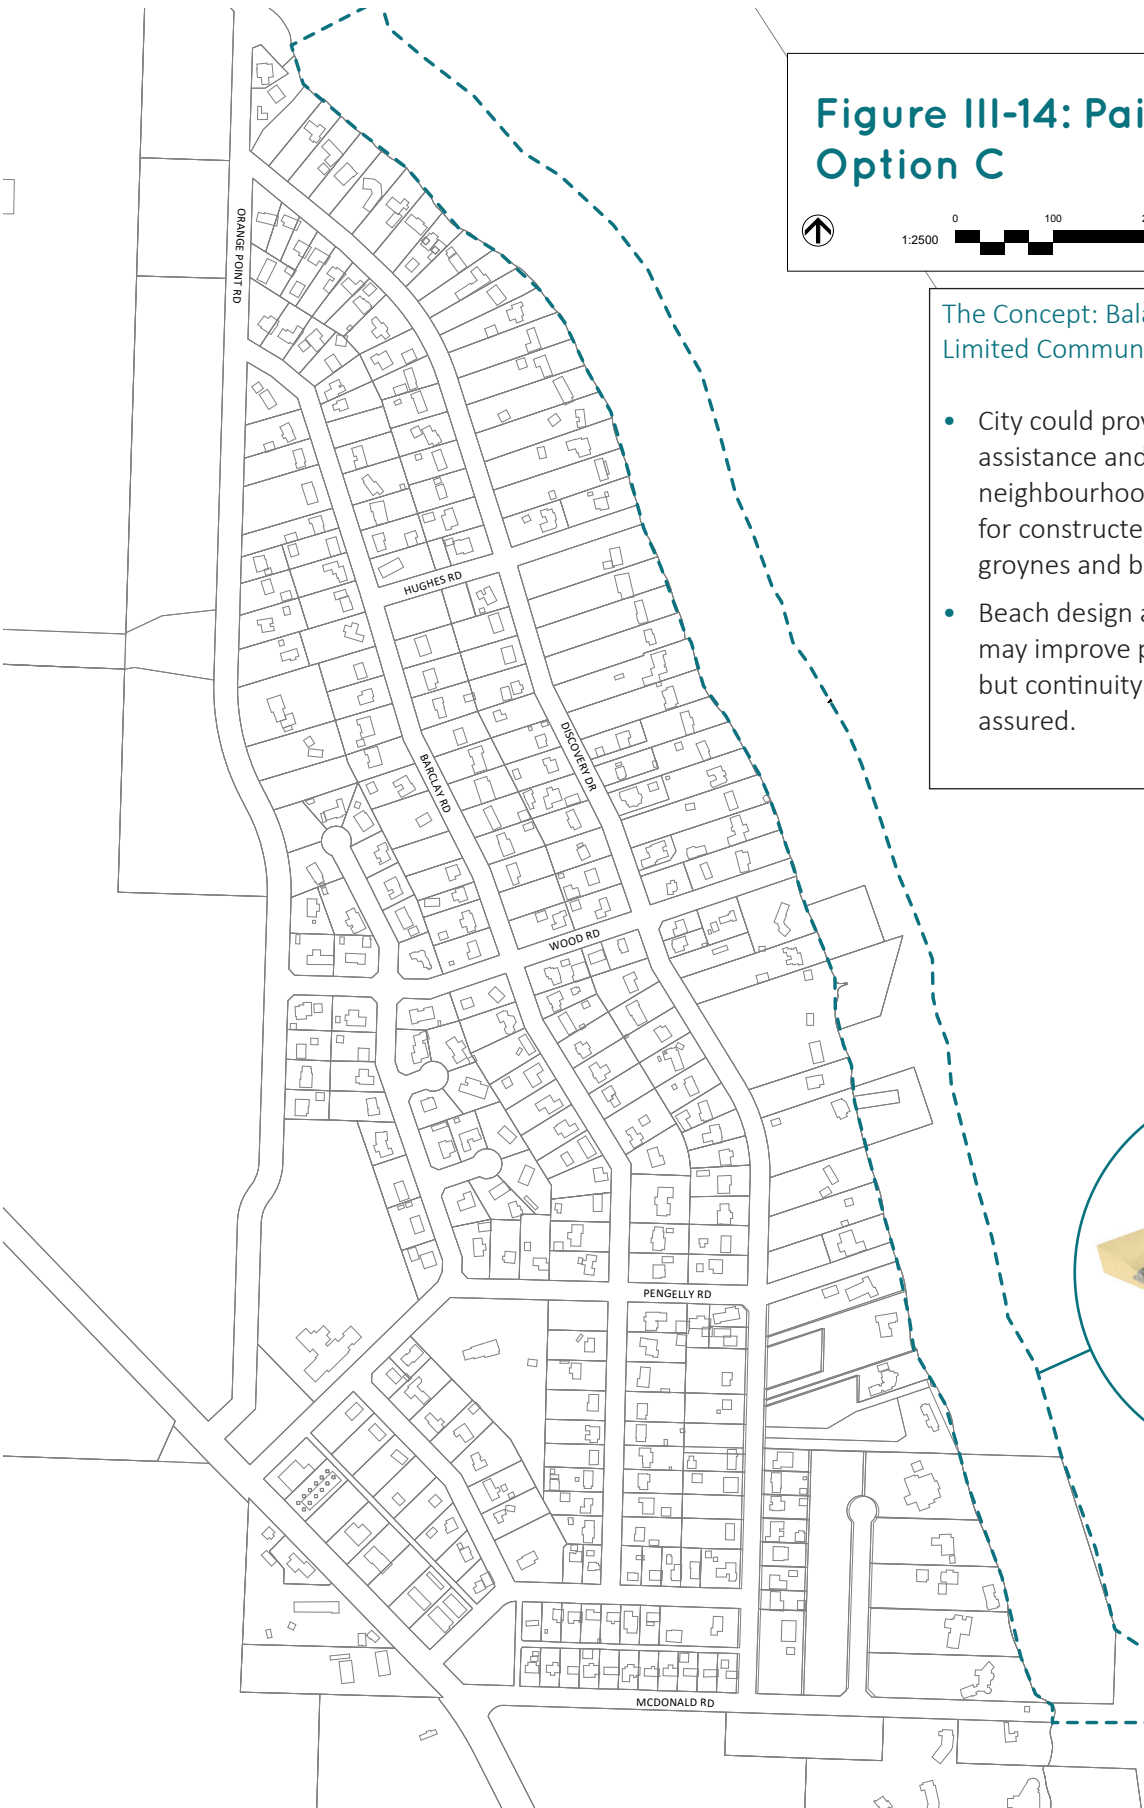 Figure III-14: Pai
Option C
0 100 2
1:2500
The Concept: Bala
Limited Commun
• City could prov
assistance and
neighbourhoo
for constructe
groynes and b
• Beach design a
may improve p
but continuity
assured.
ORANGE POINT RD
HUGHES RD
DISCOVERY DR
BARCLAY RD
WOOD RD
PENGELLY RD
MCDONALD RD